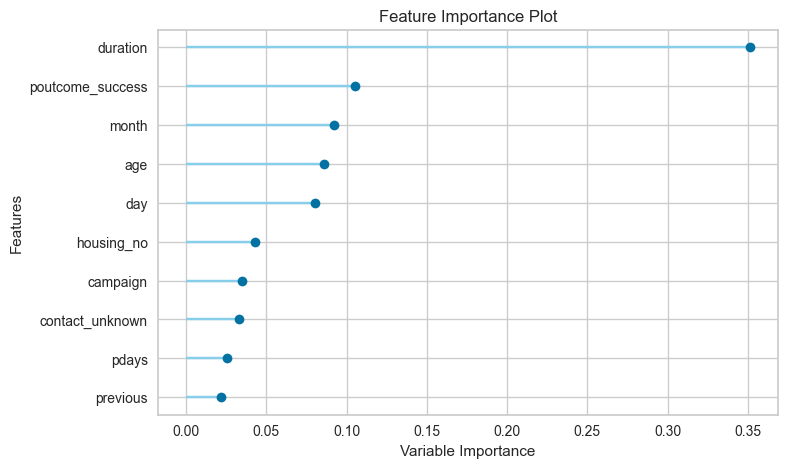 Feature Importance Plot
Features
duration
poutcome_success
month
age
day
housing_no
campaign
contact_unknown
pdays
previous
0.00 0.05 0.10 0.15 0.20 0.25 0.30 0.35
Variable Importance